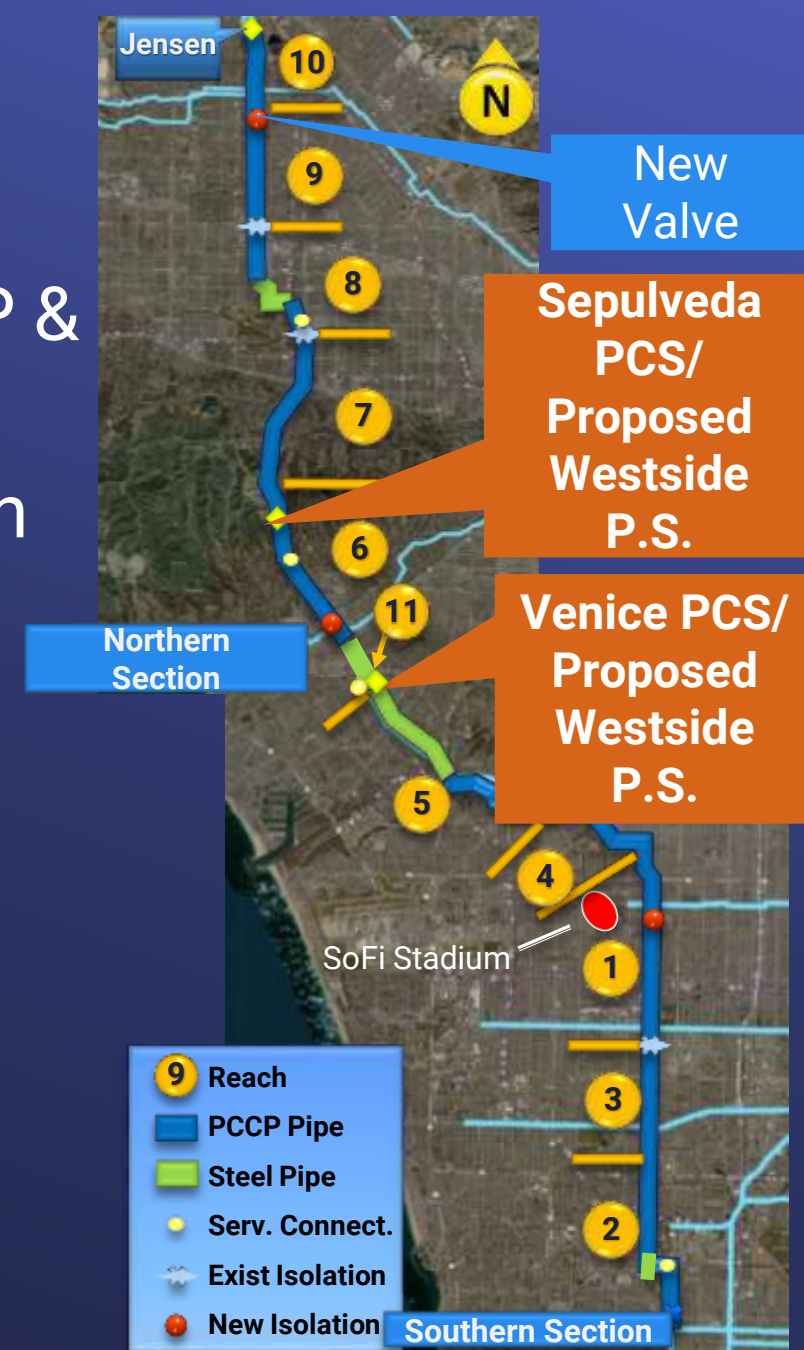 Jensen
10
N
New
Valve
9
P &
8
Sepulveda
PCS/
Proposed
Westside
P.S.
7
n
6
11
Northern
Section
Venice PCS/
Proposed
Westside
P.S.
5
4
SoFi Stadium
1
3
2
9 Reach
PCCP Pipe
Steel Pipe
Serv. Connect.
Exist Isolation
New Isolation
Southern Section